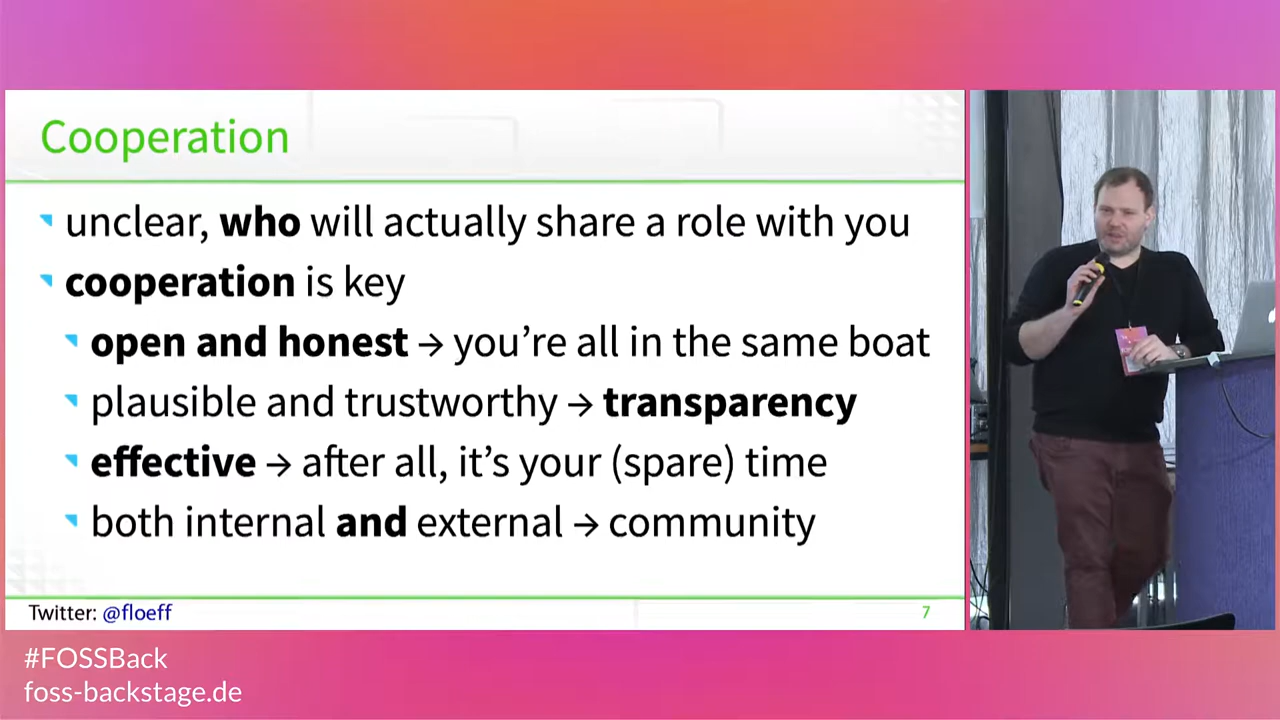 Cooperation
unclear, who will actually share a role with you
cooperation is key
open and honest → you’re all in the same boat
plausible and trustworthy → transparency
effective → after all, it’s your (spare) time
both internal and external → community
Twitter: @floeff
7
#FOSSBack
foss-backstage.de